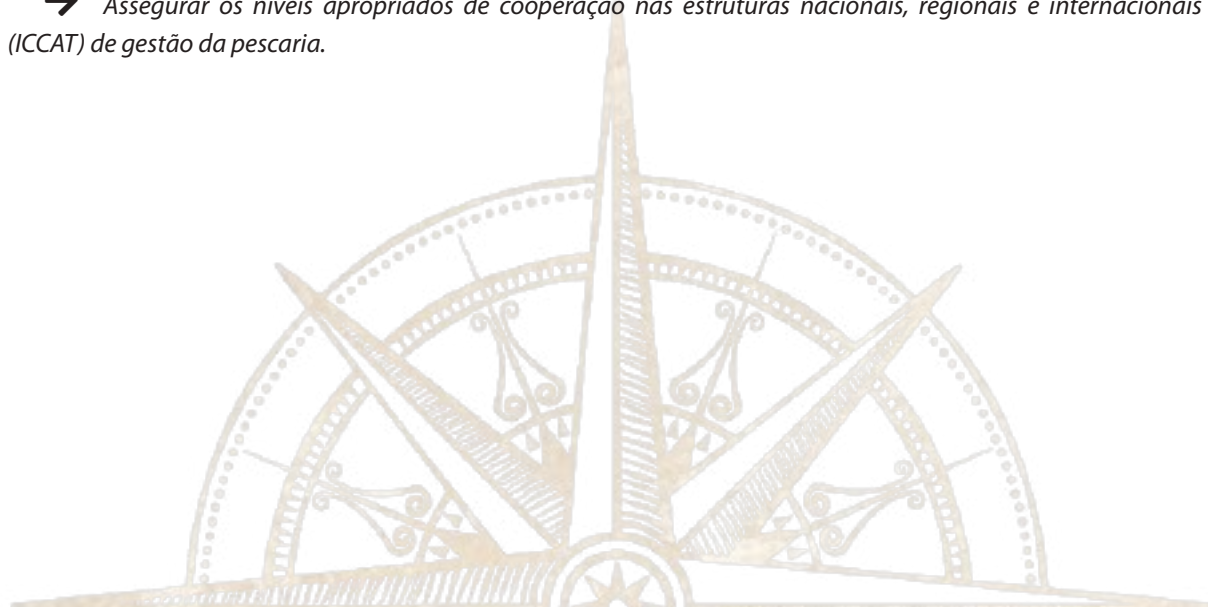 → Assegurar os níveis apropriados de cooperação nas estruturas nacionais, regionais e internacionais
(ICCAT) de gestão da pescaria.